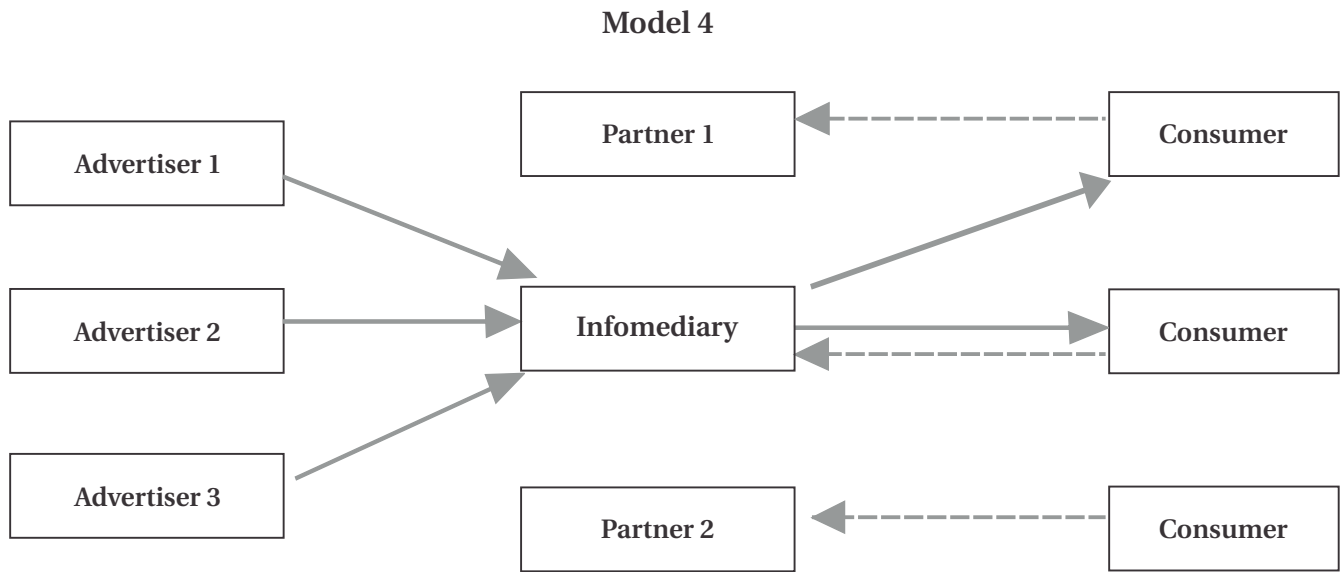 Model 4
Partner 1
Consumer
Advertiser 1
Advertiser 2
Infomediary
Consumer
Advertiser 3
Partner 2
Consumer